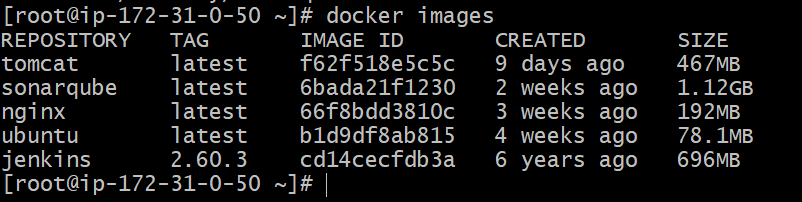 [root@ip-172-31-0-50 ~]# docker images
REPOSITORY   TAG       IMAGE ID       CREATED       SIZE
tomcat       latest    f62f518e5c5c   9 days ago    467MB
sonarqube    latest    6bada21f1230   2 weeks ago   1.12GB
nginx        latest    66f8bdd3810c   3 weeks ago   192MB
ubuntu       latest    b1d9df8ab815   4 weeks ago   78.1MB
jenkins      2.60.3    cd14cecfdb3a   6 years ago   696MB
[root@ip-172-31-0-50 ~]#